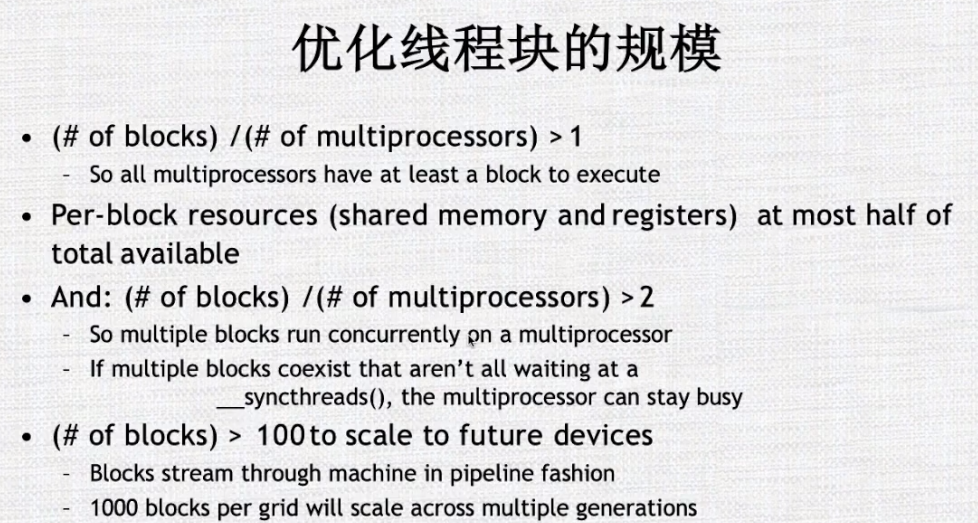 优化线程块的规模
• (# of blocks) /(# of multiprocessors) > 1
- So all multiprocessors have at least a block to execute
• Per-block resources (shared memory and registers) at most half of
total available
• And: (# of blocks) /(# of multiprocessors) > 2
- So multiple blocks run concurrently on a multiprocessor
- If multiple blocks coexist that aren't all waiting at a
__syncthreads(), the multiprocessor can stay busy
• (# of blocks) > 100 to scale to future devices
- Blocks stream through machine in pipeline fashion
- 1000 blocks per grid will scale across multiple generations